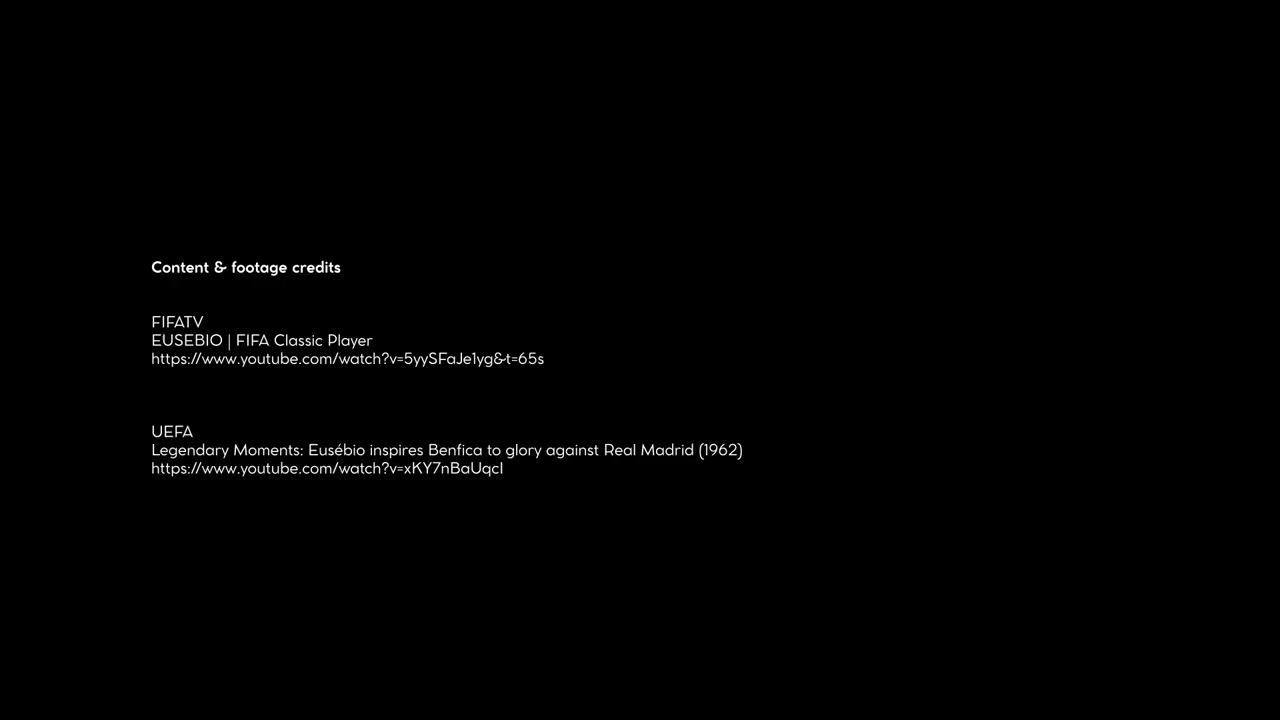 Content & footage credits
FIFATV
EUSEBIO | FIFA Classic Player
https://www.youtube.com/watch?v=5yySFaJe1yg&t=65s
UEFA
Legendary Moments: Eusébio inspires Benfica to glory against Real Madrid (1962)
https://www.youtube.com/watch?v=xKY7nBaUqcI